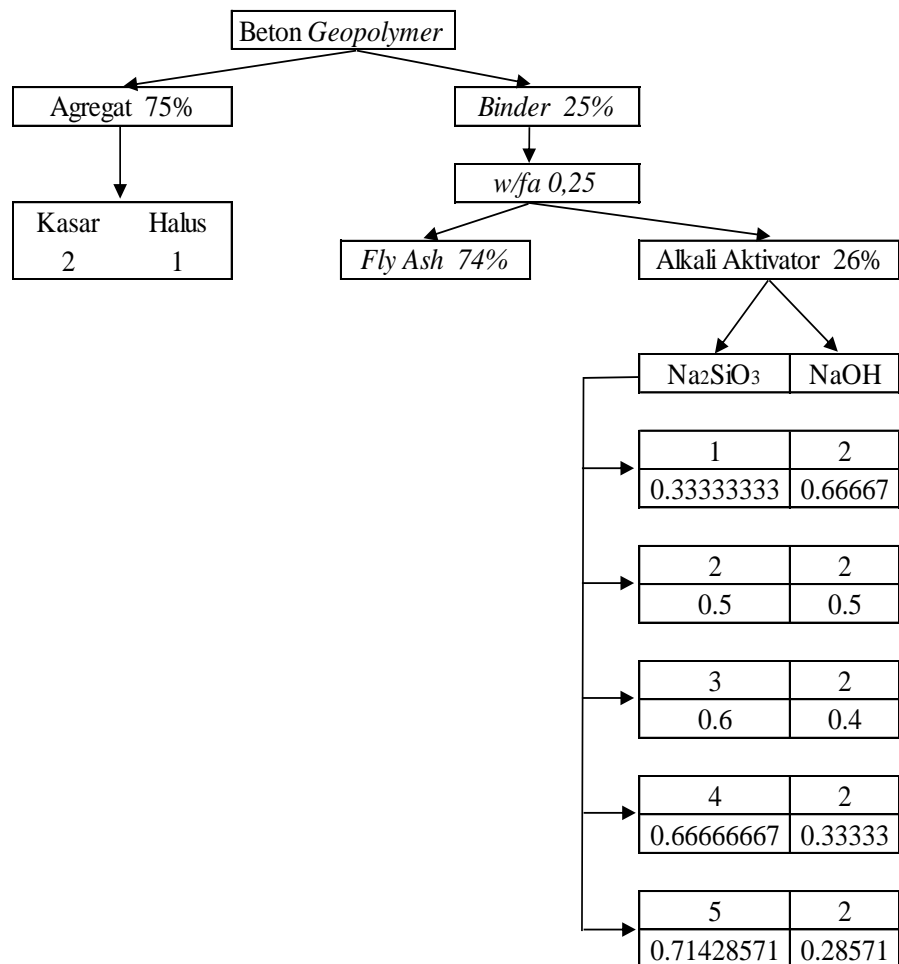 Beton Geopolymer
Agregat 75%
Binder 25%
w/fa 0,25
Kasar Halus
2 1
Fly Ash 74%
Alkali Aktivator 26%
Na2SiO3 NaOH
1 2
0.33333333 0.66667
2 2
0.5 0.5
3 2
0.6 0.4
4 2
0.66666667 0.33333
5 2
0.71428571 0.28571